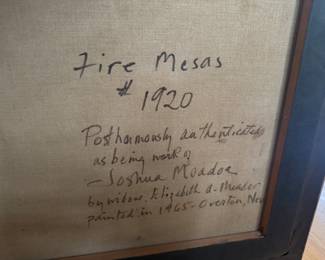 Fire Mesas
# 1920
Posthumously authenticated
as being work of
— Joshua Meador
by widow, Elizabeth A. Meador
painted in 1965 - Overton, Nev